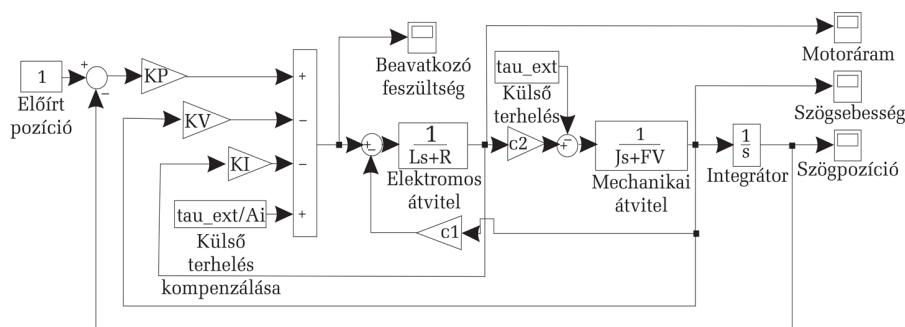 1
Előírt
pozíció
+
−
KP
KV
KI
tau_ext/Ai
Külső
terhelés
kompenzálása
+
−
−
+
Beavatkozó
feszültség
+
−
1
Ls+R
Elektromos
átvitel
c1
c2
tau_ext
Külső
terhelés
−
+
1
Js+FV
Mechanikai
átvitel
1
s
Integrátor
Motoráram
Szögsebesség
Szögpozíció